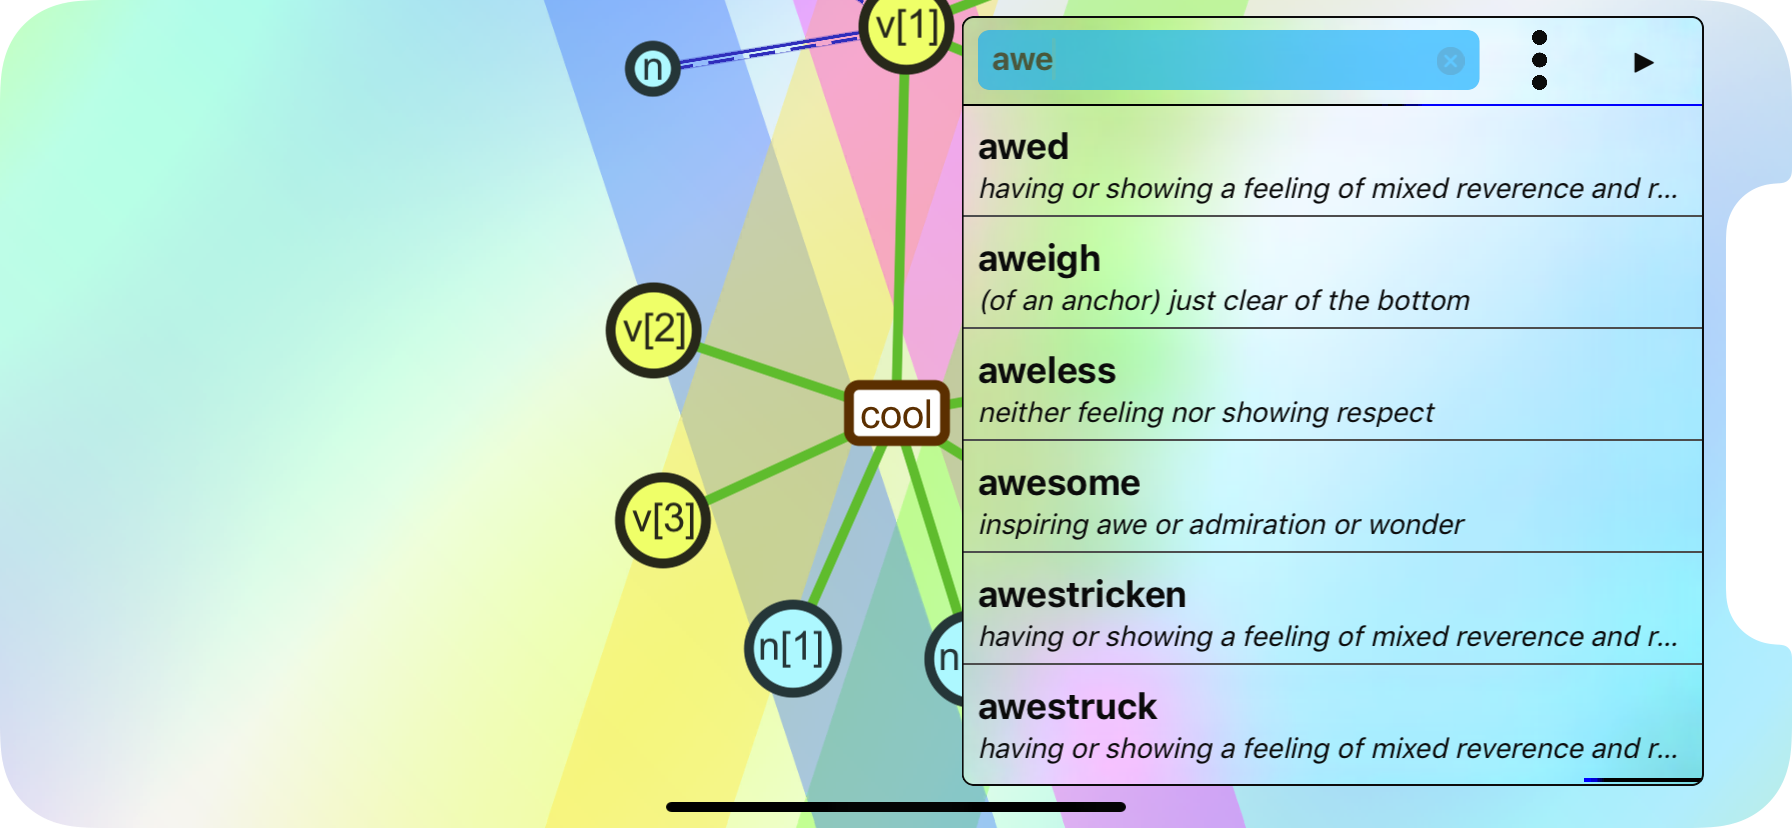 v[1]
n
v[2]
cool
v[3]
n[1]
n
awe
awed
having or showing a feeling of mixed reverence and r...
aweigh
(of an anchor) just clear of the bottom
aweless
neither feeling nor showing respect
awesome
inspiring awe or admiration or wonder
awestricken
having or showing a feeling of mixed reverence and r...
awestruck
having or showing a feeling of mixed reverence and r...